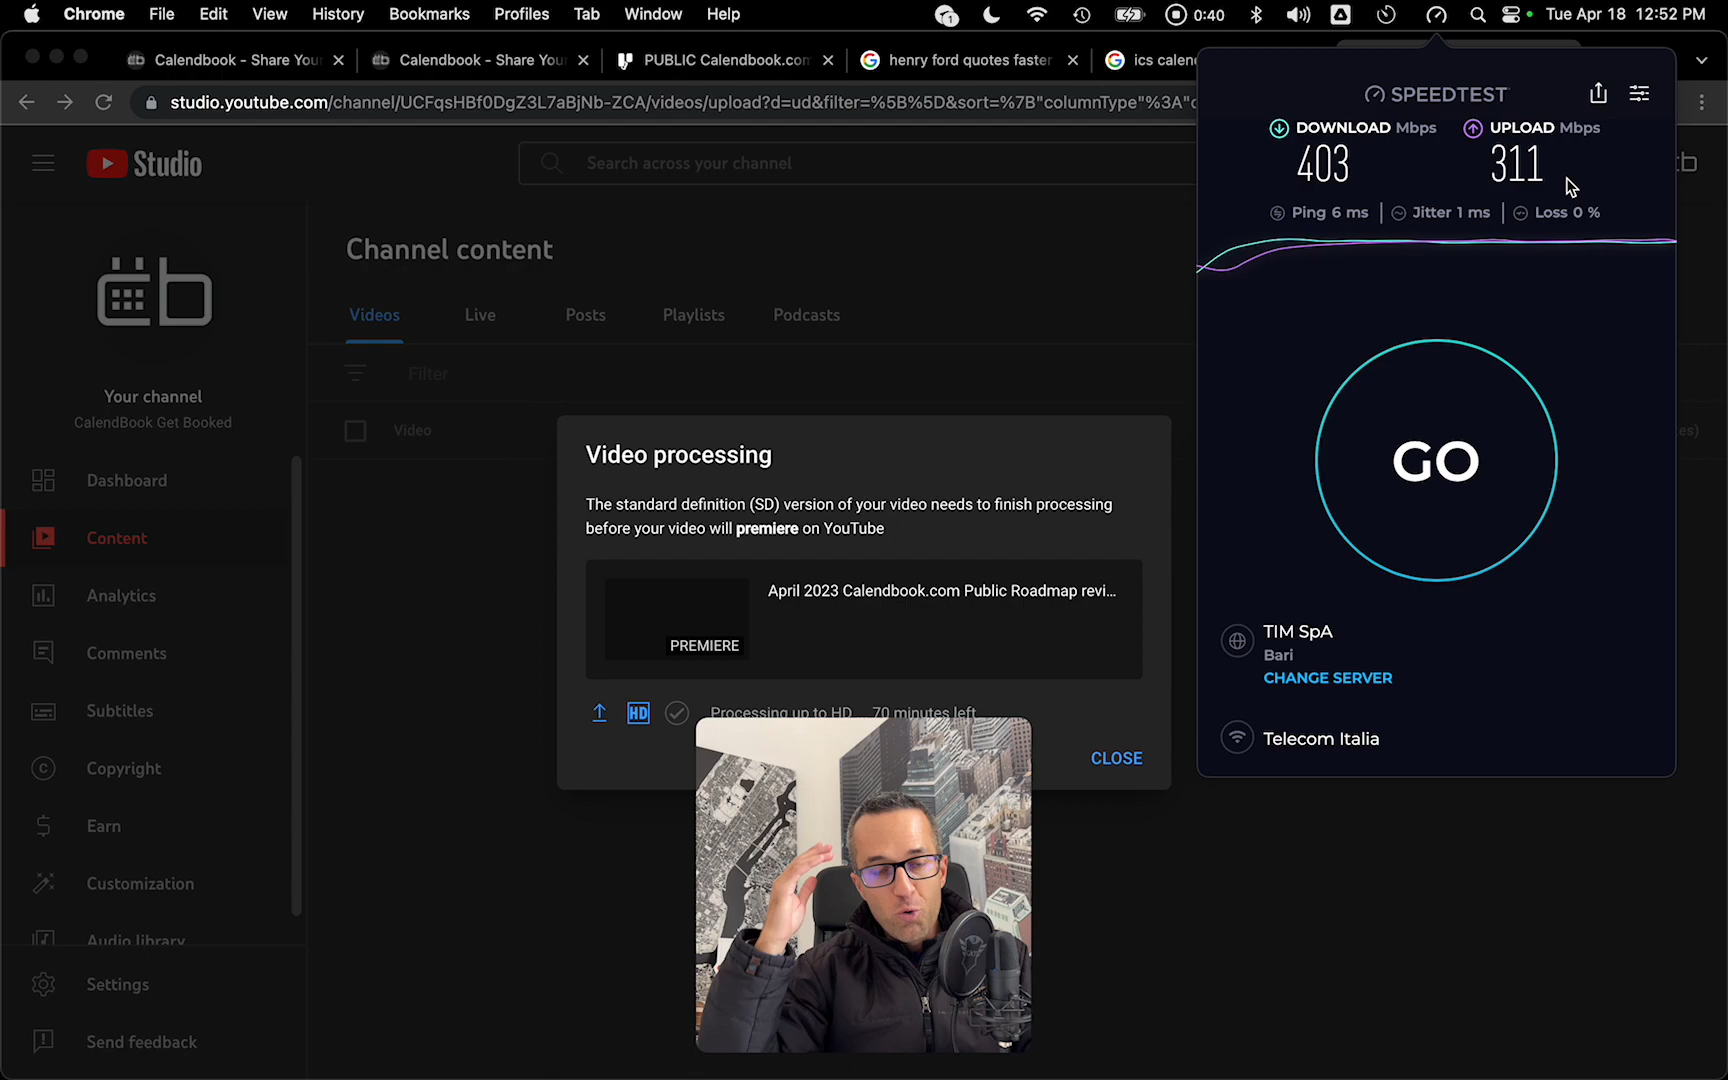 Chrome File Edit View History Bookmarks Profiles Tab Window Help 1 0:40 Tue Apr 18 12:52 PM
Calendbook - Share You
Calendbook - Share You
PUBLIC Calendbook.com
henry ford quotes faster
ics calen
studio.youtube.com/channel/UCFqsHBf0DgZ3L7aBjNb-ZCA/videos/upload?d=ud&filter=%5B%5D&sort=%7B"columnType"%3A"c
Studio
Search across your channel
SPEEDTEST
DOWNLOAD Mbps
403
UPLOAD Mbps
311
Ping 6 ms
Jitter 1 ms
Loss 0 %
GO
TIM SpA
Bari
CHANGE SERVER
Telecom Italia
Your channel
CalendBook Get Booked
Dashboard
Content
Analytics
Comments
Subtitles
Copyright
Earn
Customization
Audio library
Settings
Send feedback
Channel content
Videos Live Posts Playlists Podcasts
Filter
Video
es)
Video processing
The standard definition (SD) version of your video needs to finish processing
before your video will premiere on YouTube
April 2023 Calendbook.com Public Roadmap revi...
PREMIERE
HD
Processing up to HD 70 minutes left
CLOSE